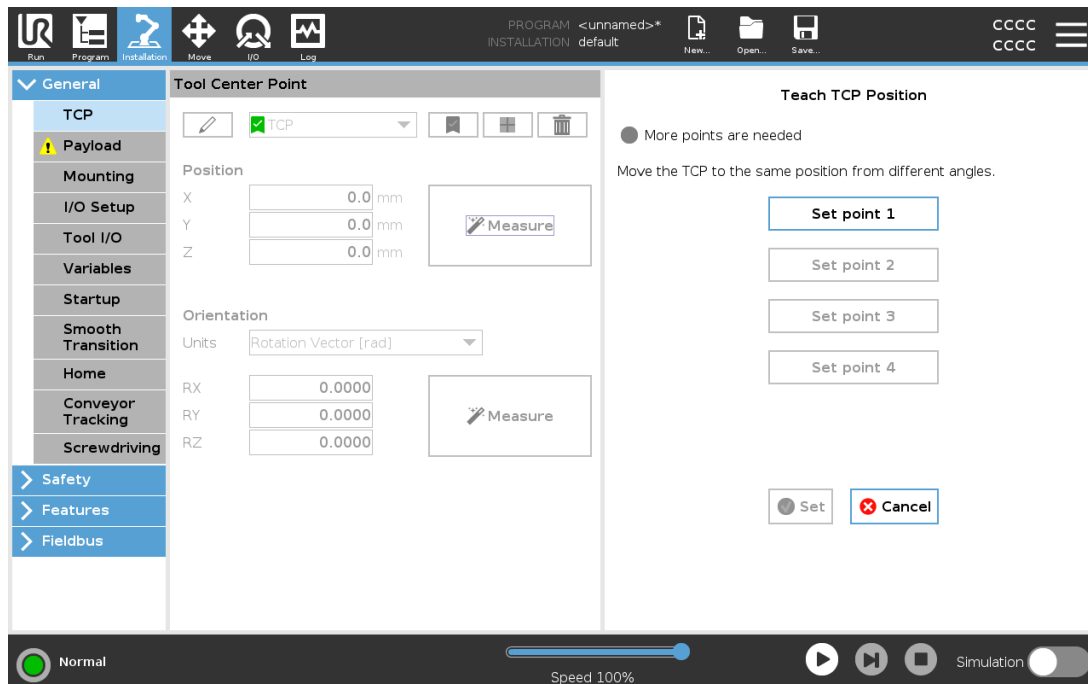 UR
Run
Program
Installation
Move
I/O
Log
PROGRAM <unnamed>*
INSTALLATION default
New...
Open...
Save...
CCCC
CCCC
General
TCP
Payload
Mounting
I/O Setup
Tool I/O
Variables
Startup
Smooth
Transition
Home
Conveyor
Tracking
Screwdriving
Safety
Features
Fieldbus
Tool Center Point
TCP
Position
X 0.0 mm
Y 0.0 mm
Z 0.0 mm
Measure
Orientation
Units Rotation Vector [rad]
RX 0.0000
RY 0.0000
RZ 0.0000
Measure
Teach TCP Position
More points are needed
Move the TCP to the same position from different angles.
Set point 1
Set point 2
Set point 3
Set point 4
Set
Cancel
Normal
Speed 100%
Simulation